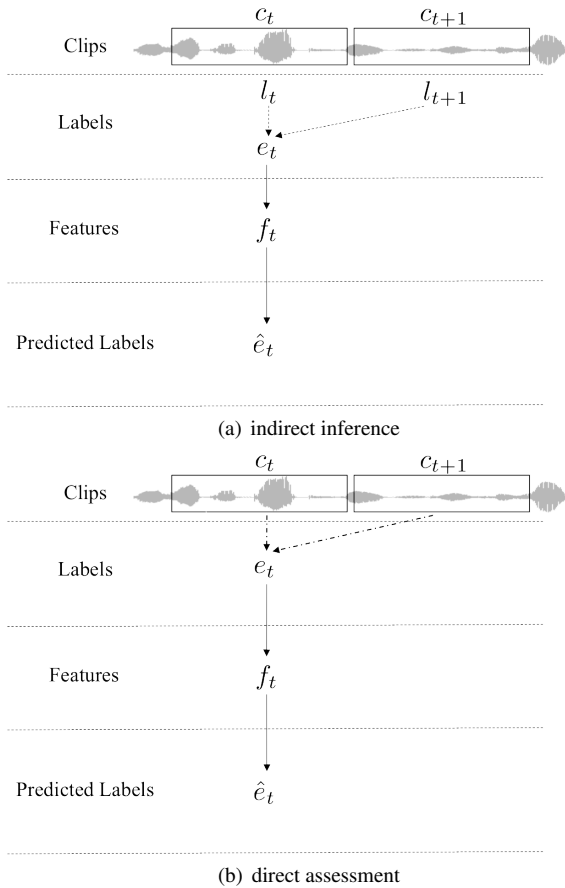 c_t c_{t+1}
Clips
l_t l_{t+1}
Labels
e_t
Features f_t
Predicted Labels ê_t
(a) indirect inference
c_t c_{t+1}
Clips
Labels e_t
Features f_t
Predicted Labels ê_t
(b) direct assessment